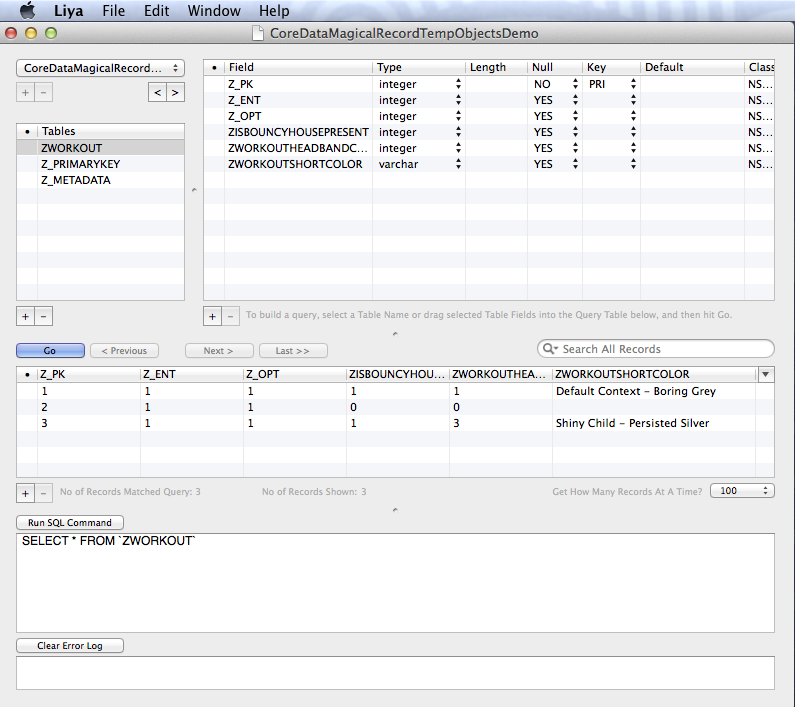 Liya File Edit Window Help
CoreDataMagicalRecordTempObjectsDemo
CoreDataMagicalRecord...
+ - < >
• Tables
ZWORKOUT
Z_PRIMARYKEY
Z_METADATA
+ -
• Field Type Length Null Key Default Class
Z_PK integer NO PRI NS...
Z_ENT integer YES NS...
Z_OPT integer YES NS...
ZISBOUNCYHOUSEPRESENT integer YES NS...
ZWORKOUTHEADBANDC... integer YES NS...
ZWORKOUTSHORTCOLOR varchar YES NS...
+ - To build a query, select a Table Name or drag selected Table Fields into the Query Table below, and then hit Go.
Go < Previous Next > Last >> Search All Records
• Z_PK Z_ENT Z_OPT ZISBOUNCYHOU... ZWORKOUTHEA... ZWORKOUTSHORTCOLOR
1 1 1 1 1 Default Context - Boring Grey
2 1 1 0 0
3 1 1 1 3 Shiny Child - Persisted Silver
+ - No of Records Matched Query: 3 No of Records Shown: 3 Get How Many Records At A Time? 100
Run SQL Command
SELECT * FROM `ZWORKOUT`
Clear Error Log